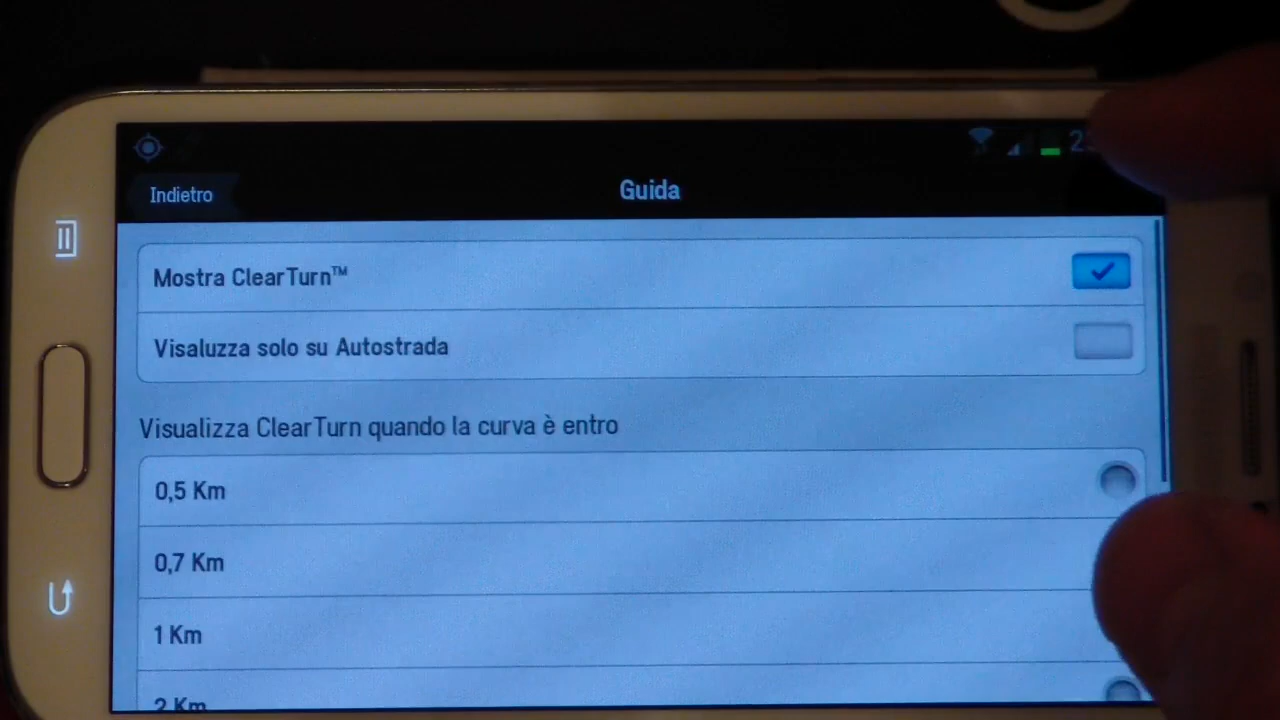 Indietro
Guida
Mostra ClearTurn™
Visaluzza solo su Autostrada
Visualizza ClearTurn quando la curva è entro
0,5 Km
0,7 Km
1 Km
2 Km